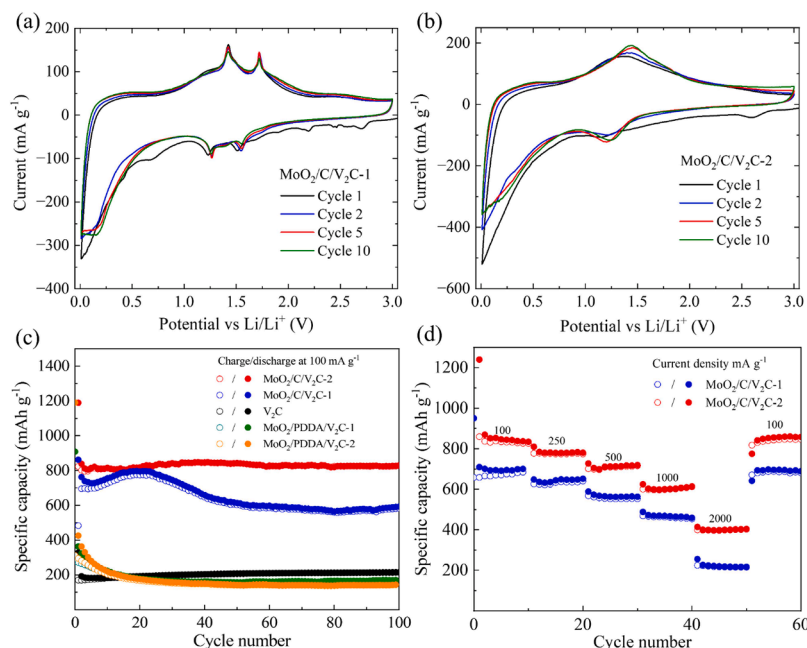 (a)
200
100
0
−100
−200
−300
−400
Current (mA g⁻¹)
MoO₂/C/V₂C-1
Cycle 1
Cycle 2
Cycle 5
Cycle 10
0.0 0.5 1.0 1.5 2.0 2.5 3.0
Potential vs Li/Li⁺ (V)
(b)
200
0
−200
−400
−600
Current (mA g⁻¹)
MoO₂/C/V₂C-2
Cycle 1
Cycle 2
Cycle 5
Cycle 10
0.0 0.5 1.0 1.5 2.0 2.5 3.0
Potential vs Li/Li⁺ (V)
(c)
1400
1200
1000
800
600
400
200
Specific capacity (mAh g⁻¹)
Charge/discharge at 100 mA g⁻¹
/ MoO₂/C/V₂C-2
/ MoO₂/C/V₂C-1
/ V₂C
/ MoO₂/PDDA/V₂C-1
/ MoO₂/PDDA/V₂C-2
0 20 40 60 80 100
Cycle number
(d)
1200
1000
800
600
400
200
Specific capacity (mAh g⁻¹)
Current density mA g⁻¹
/ MoO₂/C/V₂C-1
/ MoO₂/C/V₂C-2
100
250
500
1000
2000
100
0 20 40 60
Cycle number